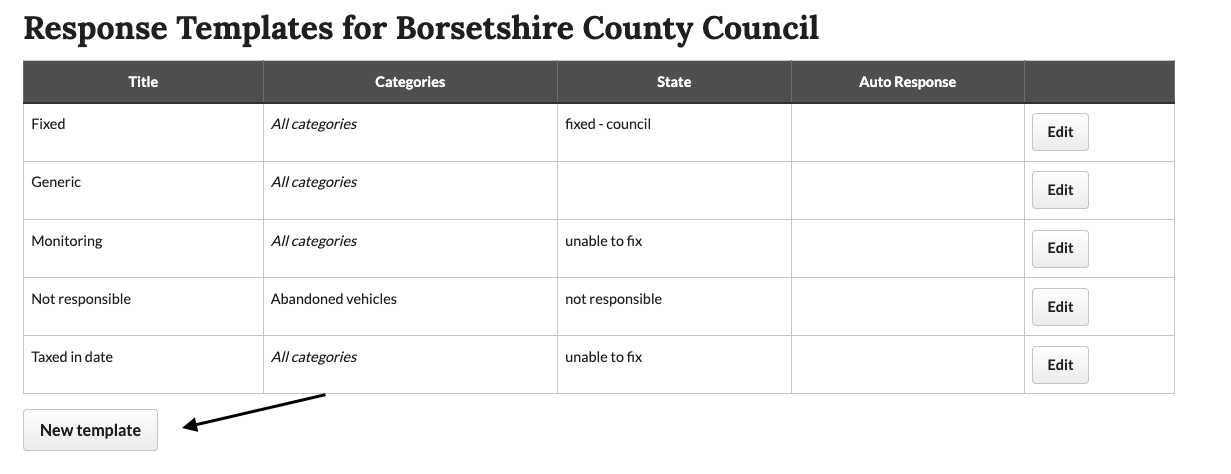 Response Templates for Borsetshire County Council
Title Categories State Auto Response
Fixed All categories fixed - council Edit
Generic All categories Edit
Monitoring All categories unable to fix Edit
Not responsible Abandoned vehicles not responsible Edit
Taxed in date All categories unable to fix Edit
New template